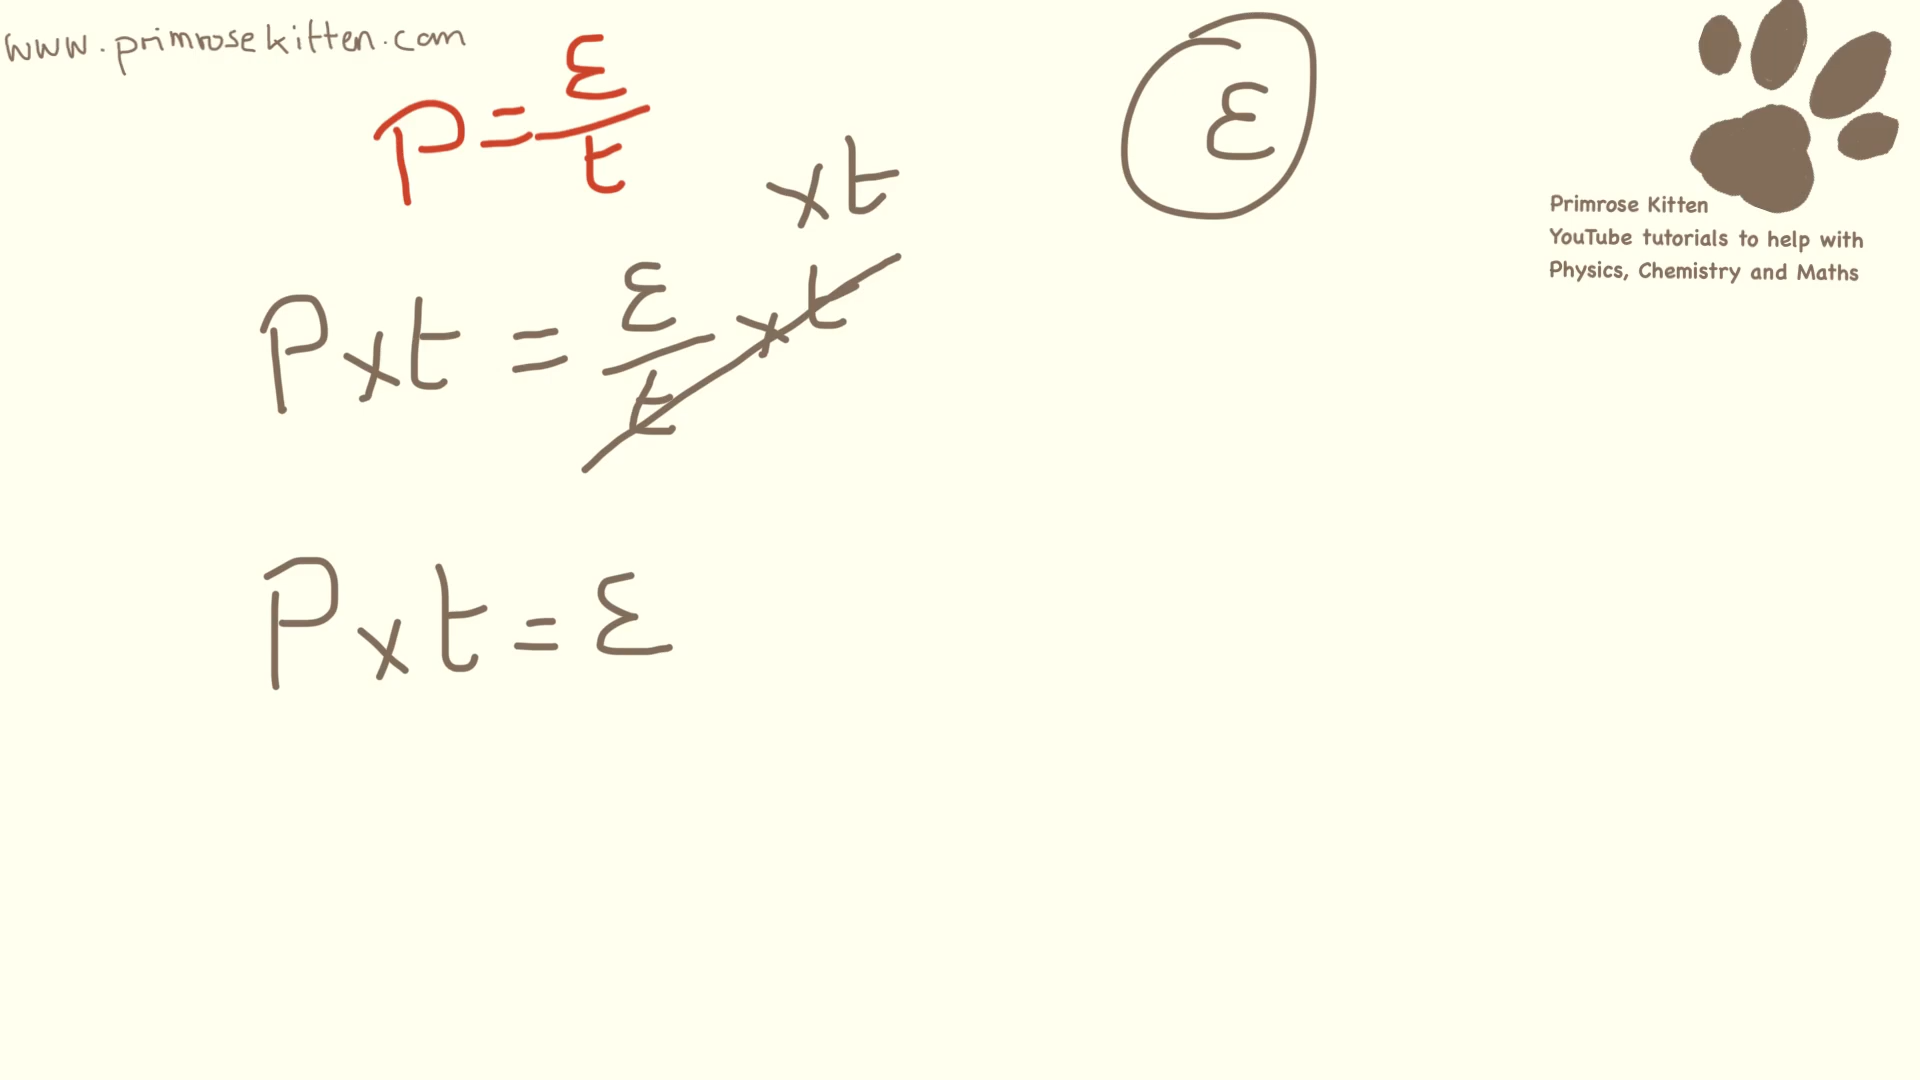 www.primrosekitten.com
P = E/t
E
xt
P x t = E/t x t
P x t = E
Primrose Kitten
YouTube tutorials to help with
Physics, Chemistry and Maths